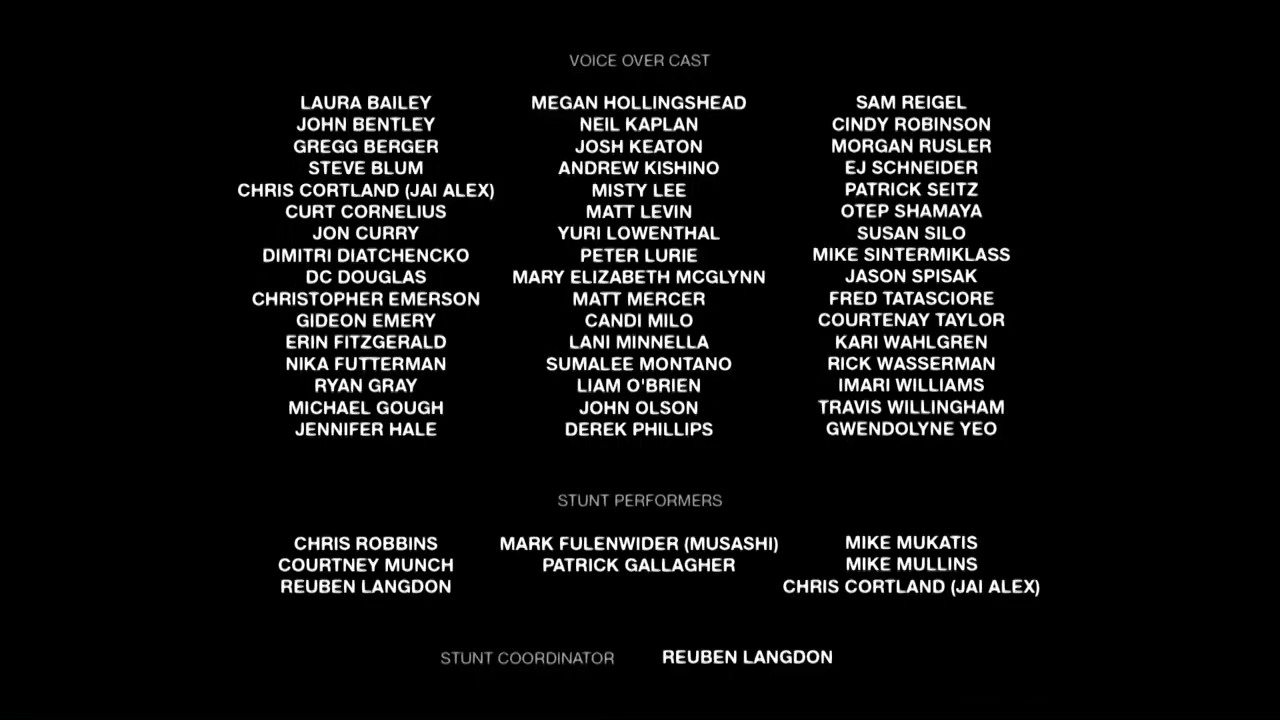 VOICE OVER CAST
LAURA BAILEY
JOHN BENTLEY
GREGG BERGER
STEVE BLUM
CHRIS CORTLAND (JAI ALEX)
CURT CORNELIUS
JON CURRY
DIMITRI DIATCHENCKO
DC DOUGLAS
CHRISTOPHER EMERSON
GIDEON EMERY
ERIN FITZGERALD
NIKA FUTTERMAN
RYAN GRAY
MICHAEL GOUGH
JENNIFER HALE
MEGAN HOLLINGSHEAD
NEIL KAPLAN
JOSH KEATON
ANDREW KISHINO
MISTY LEE
MATT LEVIN
YURI LOWENTHAL
PETER LURIE
MARY ELIZABETH MCGLYNN
MATT MERCER
CANDI MILO
LANI MINNELLA
SUMALEE MONTANO
LIAM O'BRIEN
JOHN OLSON
DEREK PHILLIPS
SAM REIGEL
CINDY ROBINSON
MORGAN RUSLER
EJ SCHNEIDER
PATRICK SEITZ
OTEP SHAMAYA
SUSAN SILO
MIKE SINTERMIKLASS
JASON SPISAK
FRED TATASCIORE
COURTENAY TAYLOR
KARI WAHLGREN
RICK WASSERMAN
IMARI WILLIAMS
TRAVIS WILLINGHAM
GWENDOLYNE YEO
STUNT PERFORMERS
CHRIS ROBBINS
COURTNEY MUNCH
REUBEN LANGDON
MARK FULENWIDER (MUSASHI)
PATRICK GALLAGHER
MIKE MUKATIS
MIKE MULLINS
CHRIS CORTLAND (JAI ALEX)
STUNT COORDINATOR REUBEN LANGDON